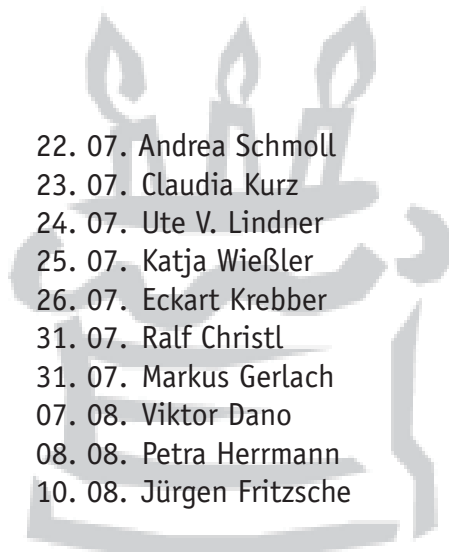 22. 07. Andrea Schmoll
23. 07. Claudia Kurz
24. 07. Ute V. Lindner
25. 07. Katja Wießler
26. 07. Eckart Krebber
31. 07. Ralf Christl
31. 07. Markus Gerlach
07. 08. Viktor Dano
08. 08. Petra Herrmann
10. 08. Jürgen Fritzsche